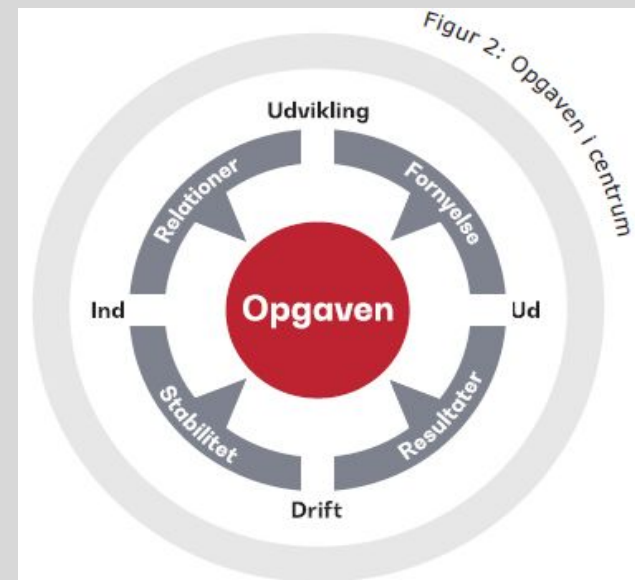 Figur 2: Opgaven i centrum
Udvikling
Relationer
Fornyelse
Ind
Opgaven
Ud
Stabilitet
Resultater
Drift